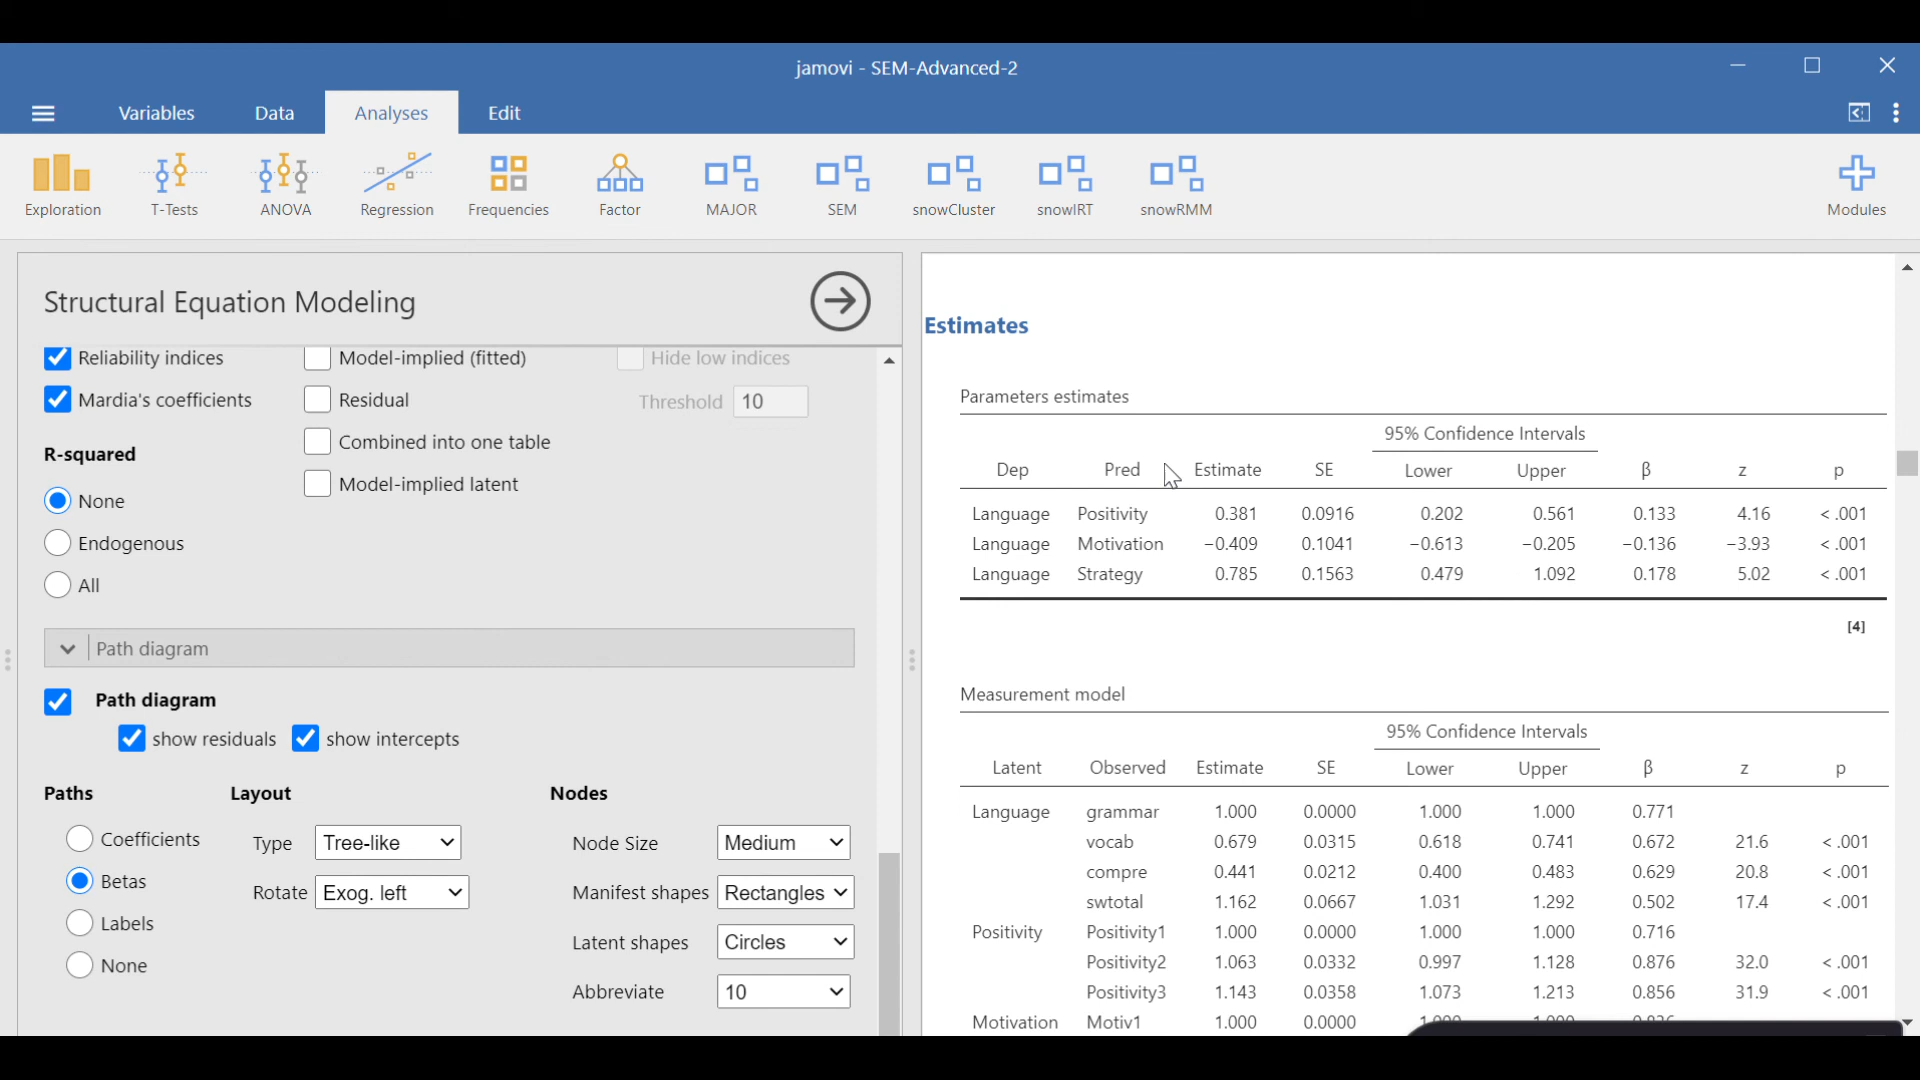 jamovi - SEM-Advanced-2
Variables Data Analyses Edit
Exploration T-Tests ANOVA Regression Frequencies Factor MAJOR SEM snowCluster snowIRT snowRMM Modules
Structural Equation Modeling
Reliability indices Model-implied (fitted) Hide low indices
Mardia's coefficients Residual Threshold 10
R-squared Combined into one table
None Model-implied latent
Endogenous
All
Path diagram
Path diagram
show residuals show intercepts
Paths Layout Nodes
Coefficients Type Tree-like Node Size Medium
Betas Rotate Exog. left Manifest shapes Rectangles
Labels Latent shapes Circles
None Abbreviate 10
Estimates
Parameters estimates
95% Confidence Intervals
Dep Pred Estimate SE Lower Upper β z p
Language Positivity 0.381 0.0916 0.202 0.561 0.133 4.16 < .001
Language Motivation −0.409 0.1041 −0.613 −0.205 −0.136 −3.93 < .001
Language Strategy 0.785 0.1563 0.479 1.092 0.178 5.02 < .001
[4]
Measurement model
95% Confidence Intervals
Latent Observed Estimate SE Lower Upper β z p
Language grammar 1.000 0.0000 1.000 1.000 0.771
vocab 0.679 0.0315 0.618 0.741 0.672 21.6 < .001
compre 0.441 0.0212 0.400 0.483 0.629 20.8 < .001
swtotal 1.162 0.0667 1.031 1.292 0.502 17.4 < .001
Positivity Positivity1 1.000 0.0000 1.000 1.000 0.716
Positivity2 1.063 0.0332 0.997 1.128 0.876 32.0 < .001
Positivity3 1.143 0.0358 1.073 1.213 0.856 31.9 < .001
Motivation Motiv1 1.000 0.0000